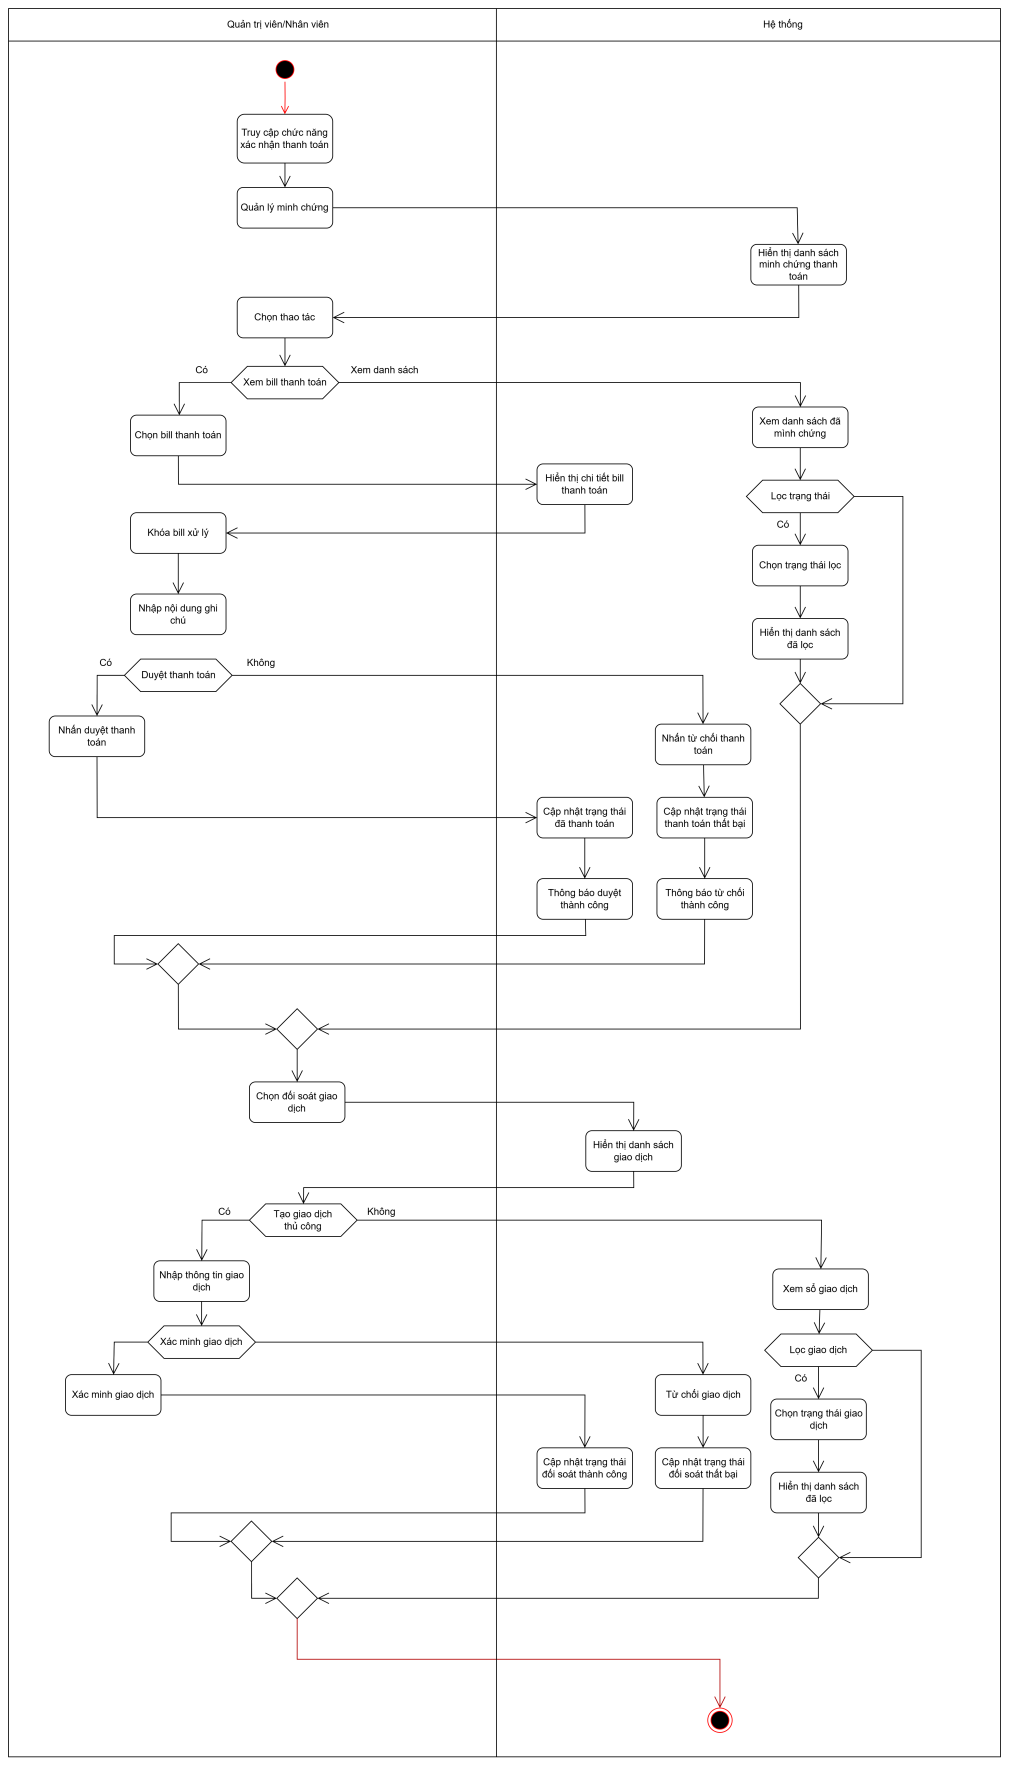 Quản trị viên/Nhân viên
Hệ thống
Truy cập chức năng
xác nhận thanh toán
Quản lý minh chứng
Hiển thị danh sách
minh chứng thanh
toán
Chọn thao tác
Xem bill thanh toán
Có
Xem danh sách
Chọn bill thanh toán
Xem danh sách đã
mình chứng
Hiển thị chi tiết bill
thanh toán
Lọc trạng thái
Có
Khóa bill xử lý
Chọn trạng thái lọc
Nhập nội dung ghi
chú
Hiển thị danh sách
đã lọc
Có
Duyệt thanh toán
Không
Nhấn duyệt thanh
toán
Nhấn từ chối thanh
toán
Cập nhật trạng thái
đã thanh toán
Cập nhật trạng thái
thanh toán thất bại
Thông báo duyệt
thành công
Thông báo từ chối
thành công
Chọn đối soát giao
dịch
Hiển thị danh sách
giao dịch
Có
Tạo giao dịch
thủ công
Không
Nhập thông tin giao
dịch
Xem sổ giao dịch
Xác minh giao dịch
Lọc giao dịch
Có
Xác minh giao dịch
Từ chối giao dịch
Chọn trạng thái giao
dịch
Cập nhật trạng thái
đối soát thành công
Cập nhật trạng thái
đối soát thất bại
Hiển thị danh sách
đã lọc